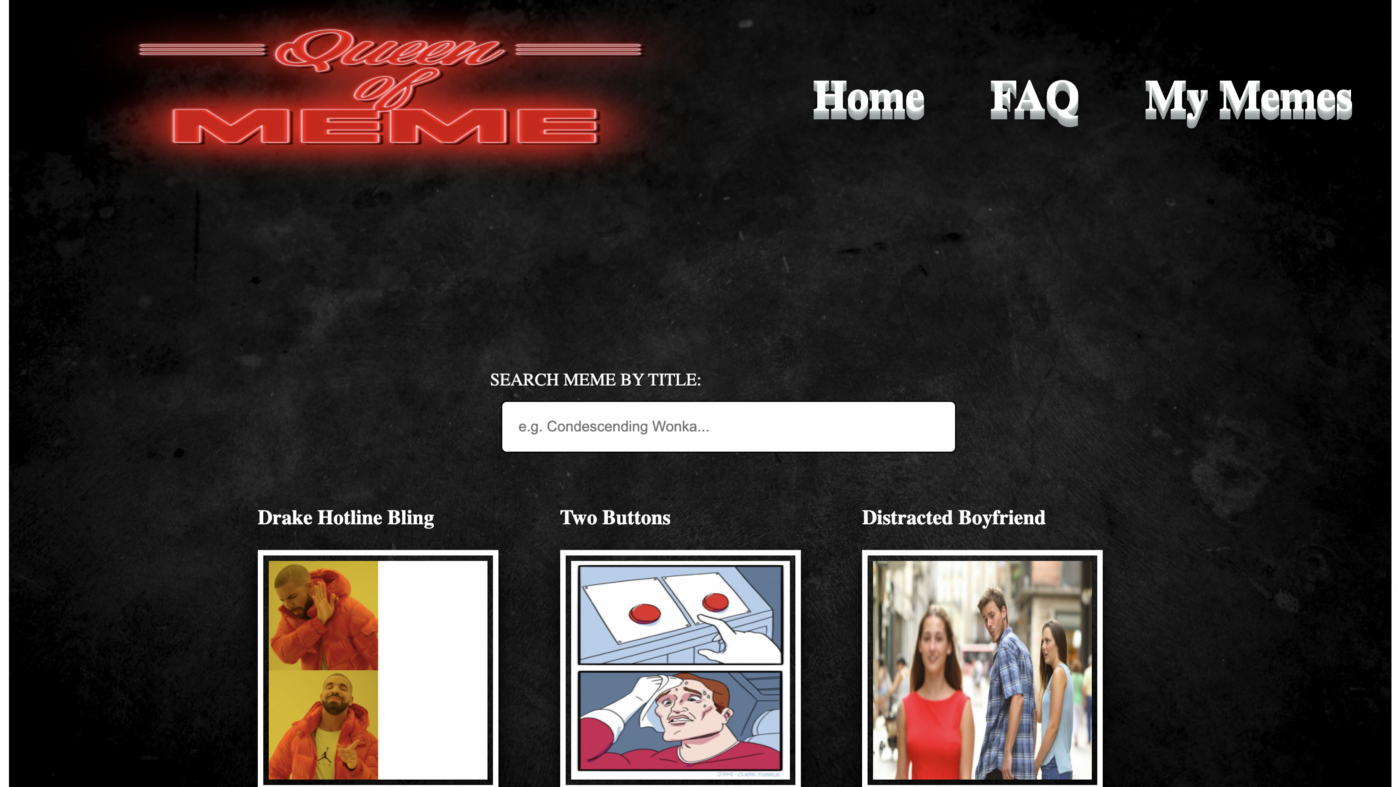 Queen
of
MEME
Home FAQ My Memes
SEARCH MEME BY TITLE:
e.g. Condescending Wonka...
Drake Hotline Bling Two Buttons Distracted Boyfriend